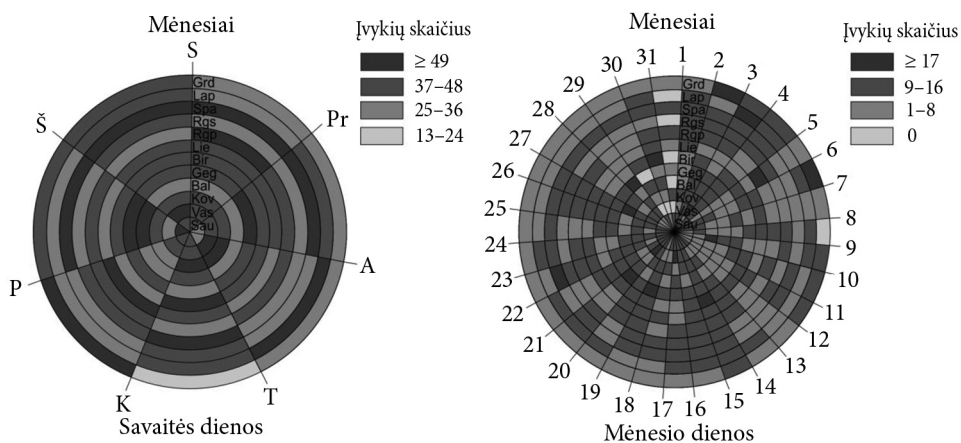 Mėnesiai
S
Pr
A
T
K
P
Š
Grd
Lap
Spa
Rgs
Rgp
Lie
Bir
Geg
Bal
Kov
Vas
Sau
Savaitės dienos
Įvykių skaičius
≥ 49
37–48
25–36
13–24
Mėnesiai
1
2
3
4
5
6
7
8
9
10
11
12
13
14
15
16
17
18
19
20
21
22
23
24
25
26
27
28
29
30
31
Grd
Lap
Spa
Rgs
Rgp
Lie
Bir
Geg
Bal
Kov
Vas
Sau
Mėnesio dienos
Įvykių skaičius
≥ 17
9–16
1–8
0